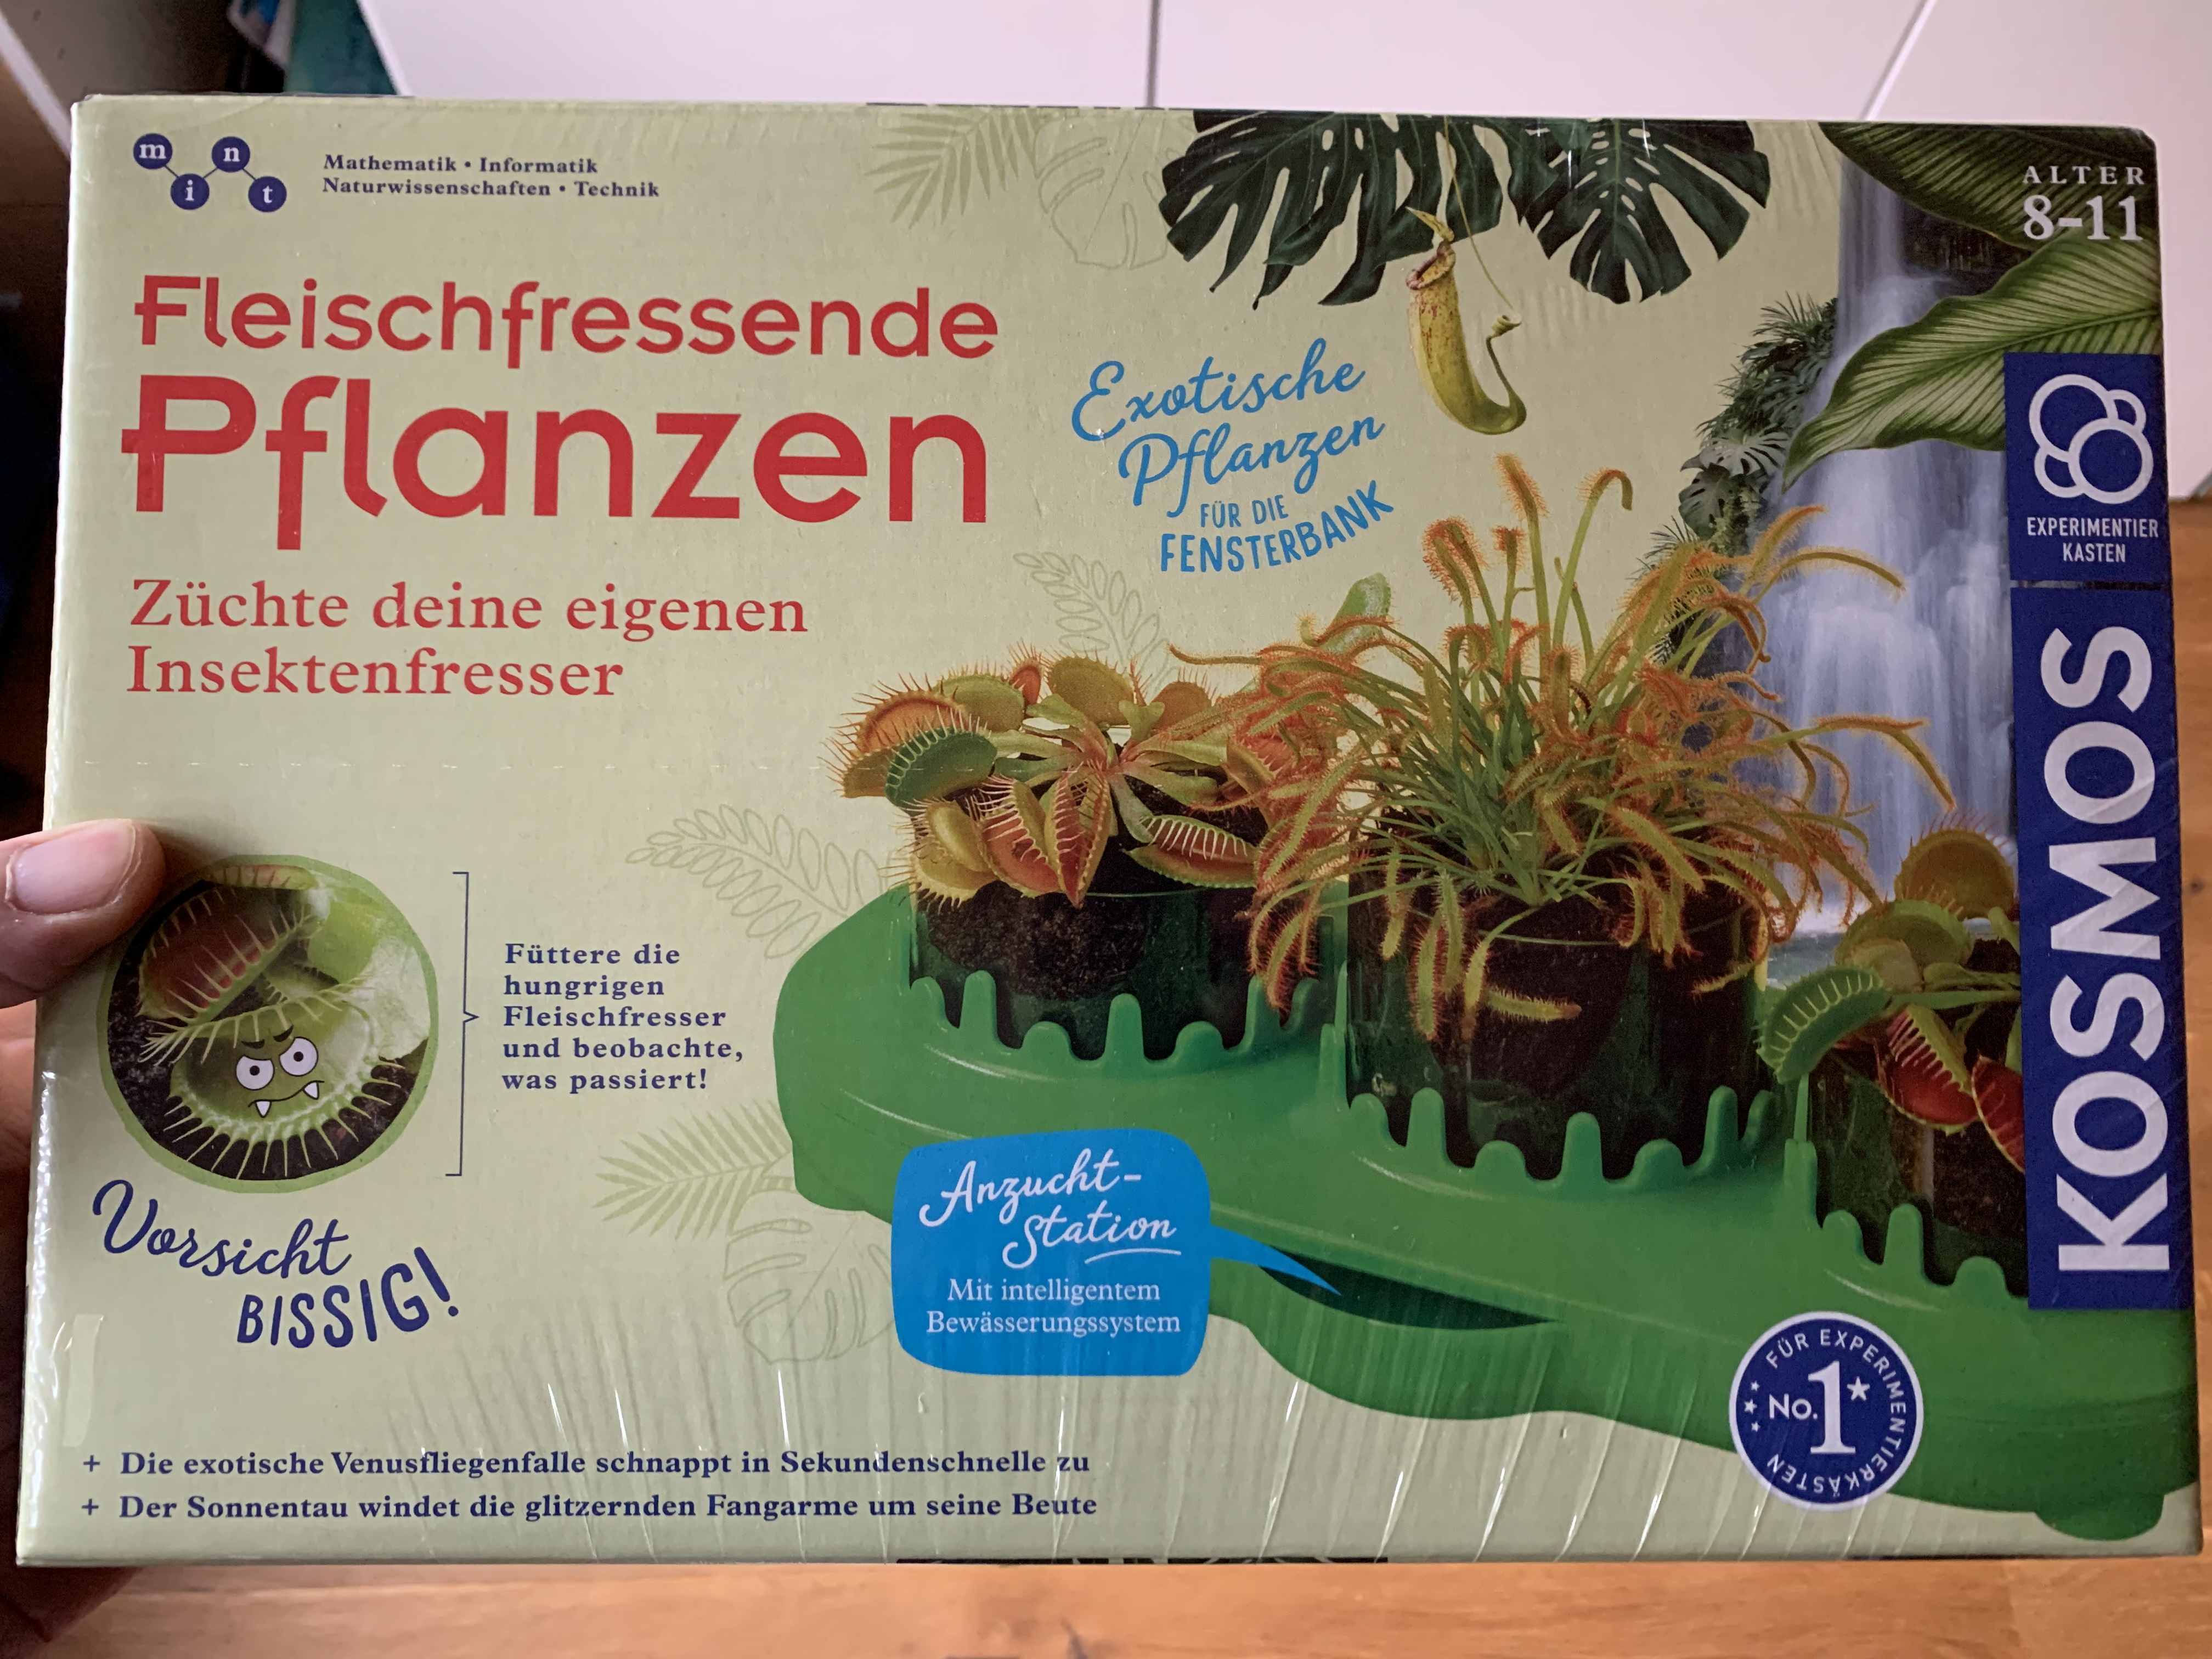 m
n
i
t
Mathematik • Informatik
Naturwissenschaften • Technik
ALTER
8-11
Fleischfressende
Pflanzen
Züchte deine eigenen
Insektenfresser
Exotische
Pflanzen
FÜR DIE
FENSTERBANK
EXPERIMENTIER
KASTEN
KOSMOS
Füttere die
hungrigen
Fleischfresser
und beobachte,
was passiert!
Vorsicht
BISSIG!
Anzucht-
Station
Mit intelligentem
Bewässerungssystem
FÜR EXPERIMENTIERKÄSTEN
No.1
+ Die exotische Venusfliegenfalle schnappt in Sekundenschnelle zu
+ Der Sonnentau windet die glitzernden Fangarme um seine Beute